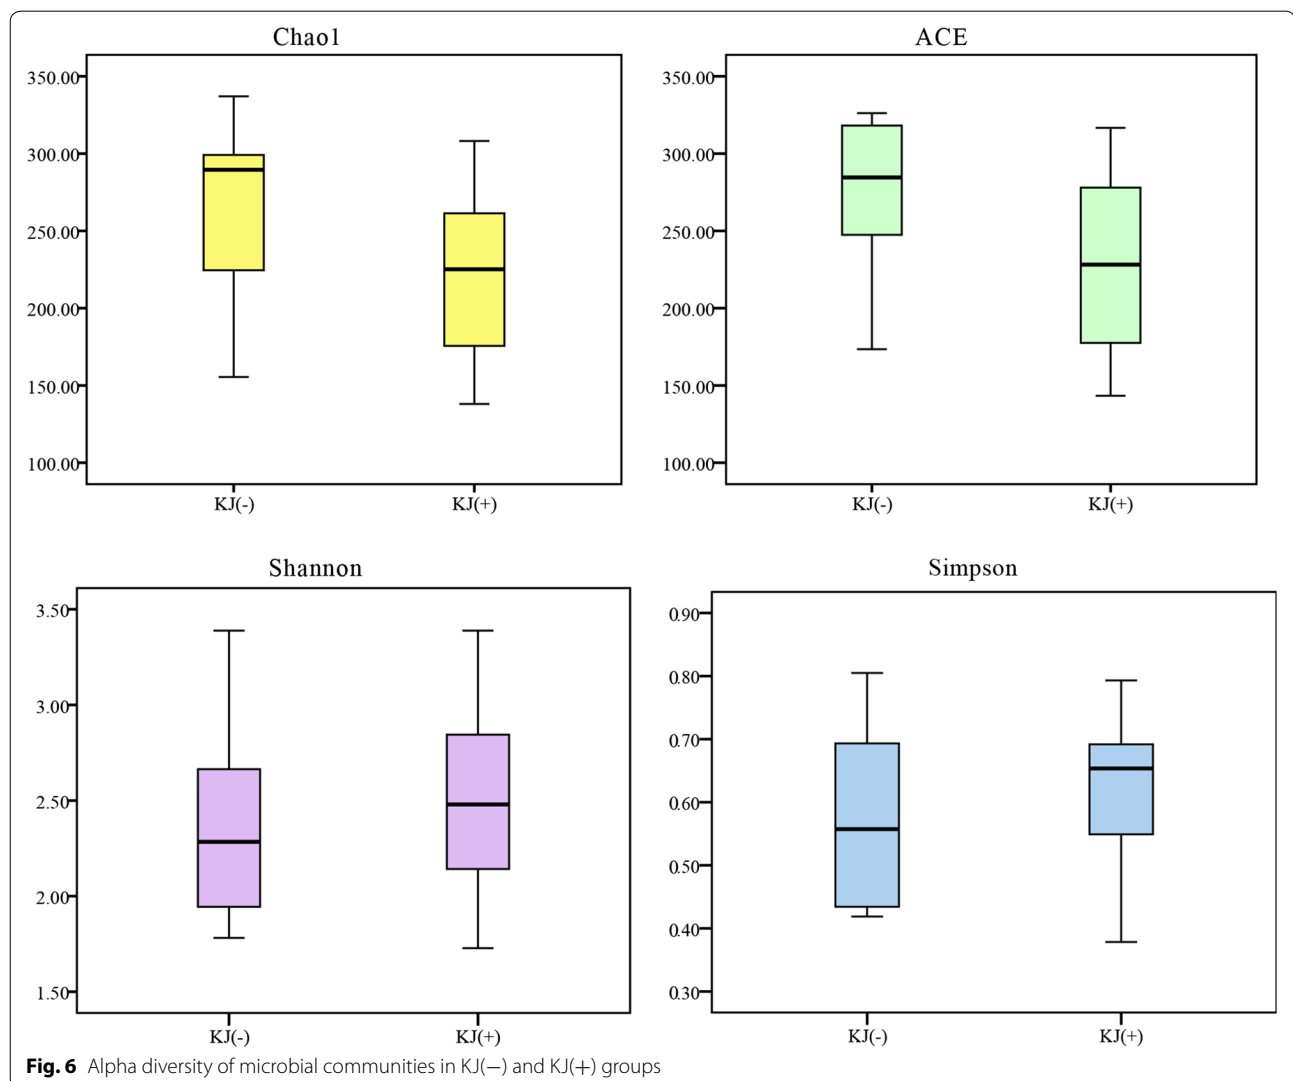 Chao1
350.00
300.00
250.00
200.00
150.00
100.00
KJ(-) KJ(+)
ACE
350.00
300.00
250.00
200.00
150.00
100.00
KJ(-) KJ(+)
Shannon
3.50
3.00
2.50
2.00
1.50
KJ(-) KJ(+)
Simpson
0.90
0.80
0.70
0.60
0.50
0.40
0.30
KJ(-) KJ(+)
Fig. 6 Alpha diversity of microbial communities in KJ(−) and KJ(+) groups